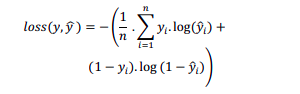 loss(y, ŷ) = −(1/n . ∑_{i=1}^{n} y_i. log(ŷ_i) +
(1 − y_i). log (1 − ŷ_i))